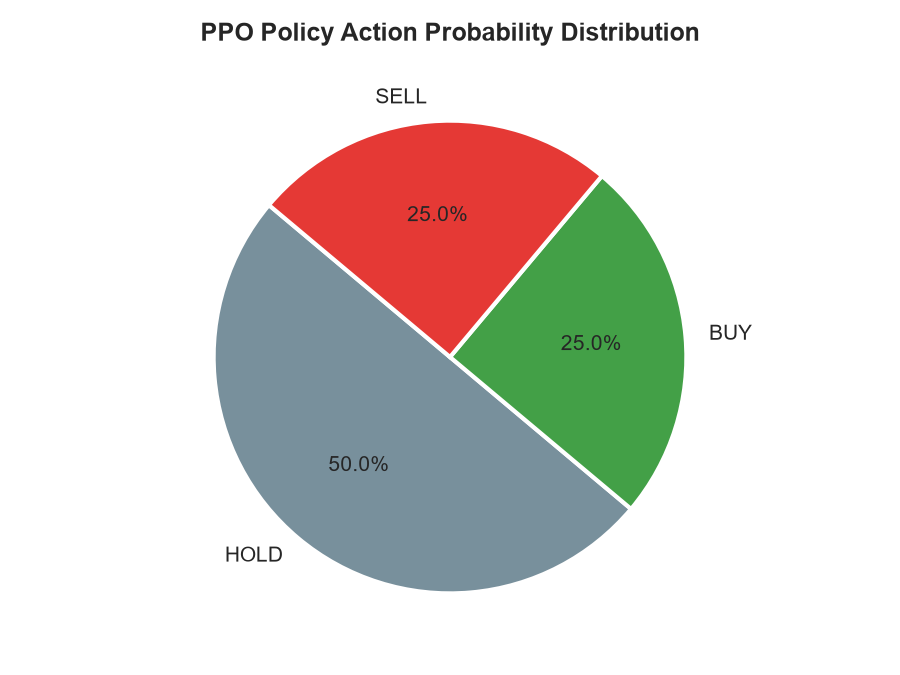 PPO Policy Action Probability Distribution
SELL
25.0%
BUY
25.0%
50.0%
HOLD